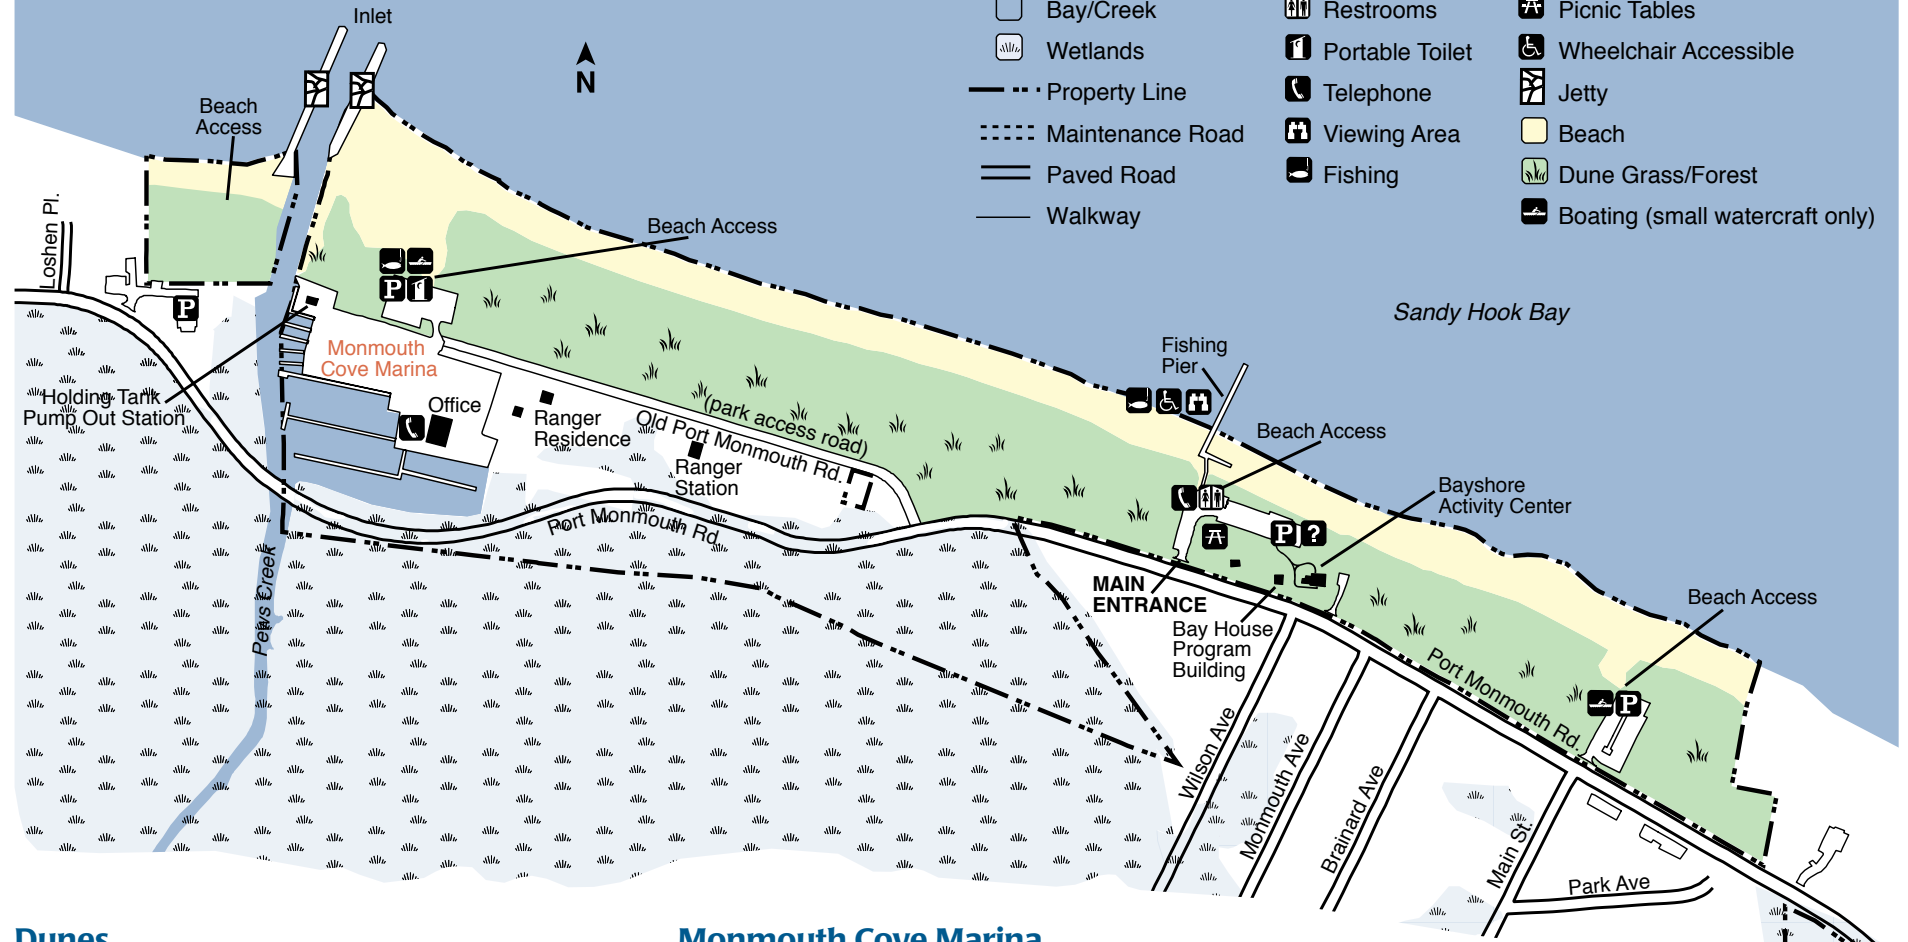 Inlet
N
Beach
Access
Loshen Pl.
P
Bay/Creek
Wetlands
Property Line
Maintenance Road
Paved Road
Walkway
Restrooms
Portable Toilet
Telephone
Viewing Area
Fishing
Picnic Tables
Wheelchair Accessible
Jetty
Beach
Dune Grass/Forest
Boating (small watercraft only)
Beach Access
P
Sandy Hook Bay
Monmouth
Cove Marina
Holding Tank
Pump Out Station
Office
Ranger
Residence
Ranger
Station
(park access road)
Old Port Monmouth Rd.
Port Monmouth Rd.
Pews Creek
Fishing
Pier
Beach Access
P
?
Bayshore
Activity Center
MAIN
ENTRANCE
Bay House
Program
Building
Beach Access
P
Port Monmouth Rd.
Wilson Ave
Monmouth Ave
Brainard Ave
Main St.
Park Ave
Dunes
Monmouth Cove Marina